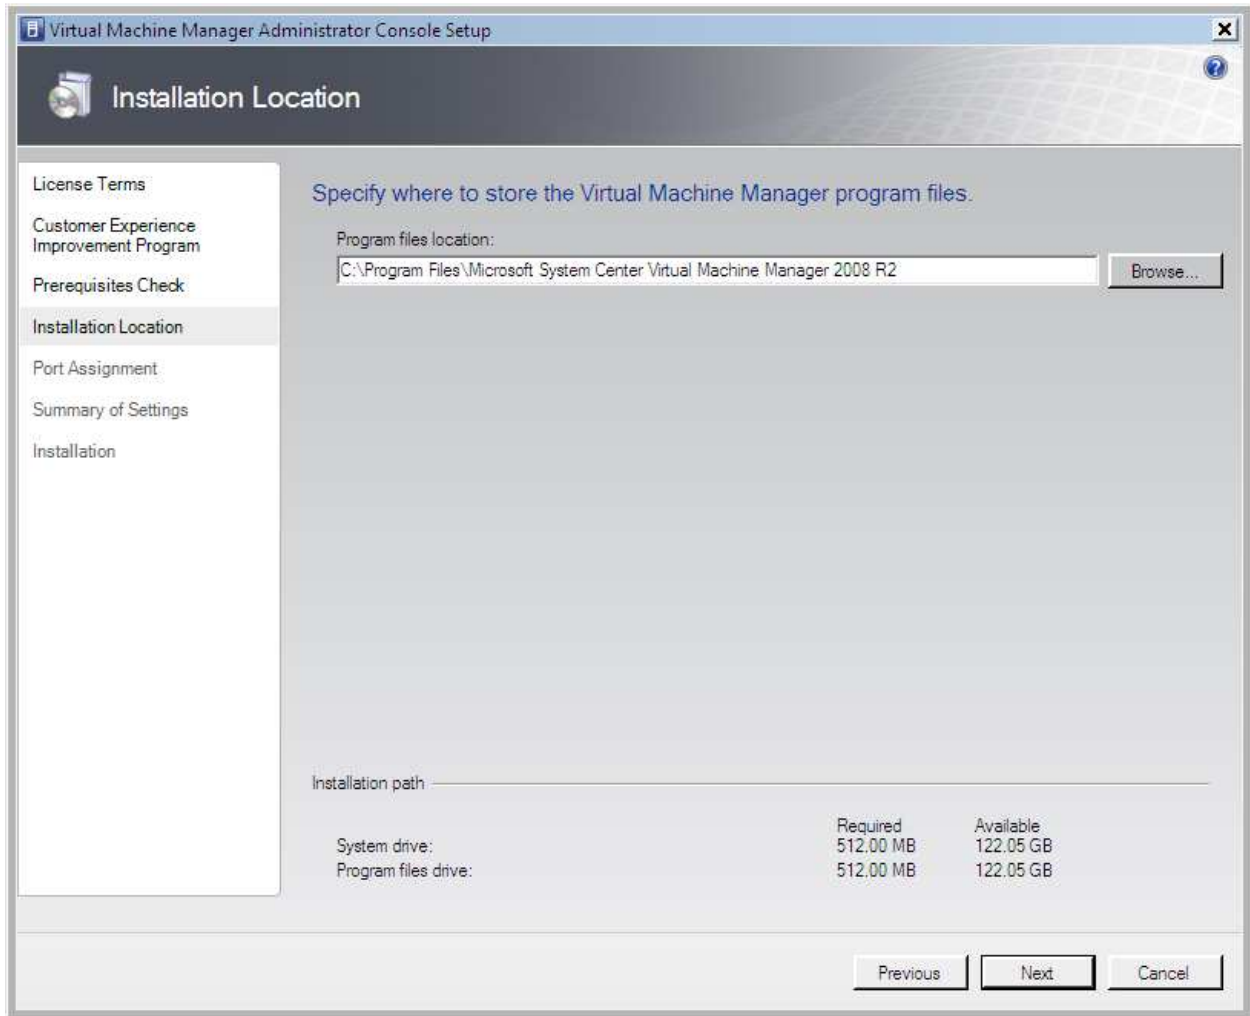 Virtual Machine Manager Administrator Console Setup
Installation Location
License Terms
Customer Experience
Improvement Program
Prerequisites Check
Installation Location
Port Assignment
Summary of Settings
Installation
Specify where to store the Virtual Machine Manager program files.
Program files location:
C:\Program Files\Microsoft System Center Virtual Machine Manager 2008 R2
Browse...
Installation path
Required Available
System drive: 512.00 MB 122.05 GB
Program files drive: 512.00 MB 122.05 GB
Previous Next Cancel